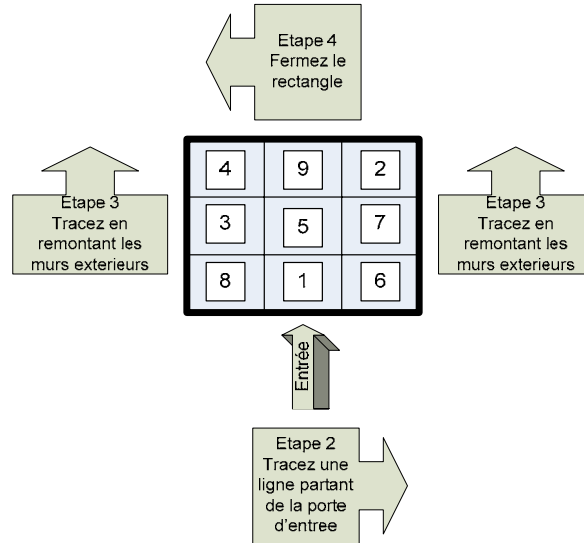 Etape 4
Fermez le
rectangle
Etape 3
Tracez en
remontant les
murs exterieurs
4 9 2
3 5 7
8 1 6
Etape 3
Tracez en
remontant les
murs exterieurs
Entrée
Etape 2
Tracez une
ligne partant
de la porte
d'entree